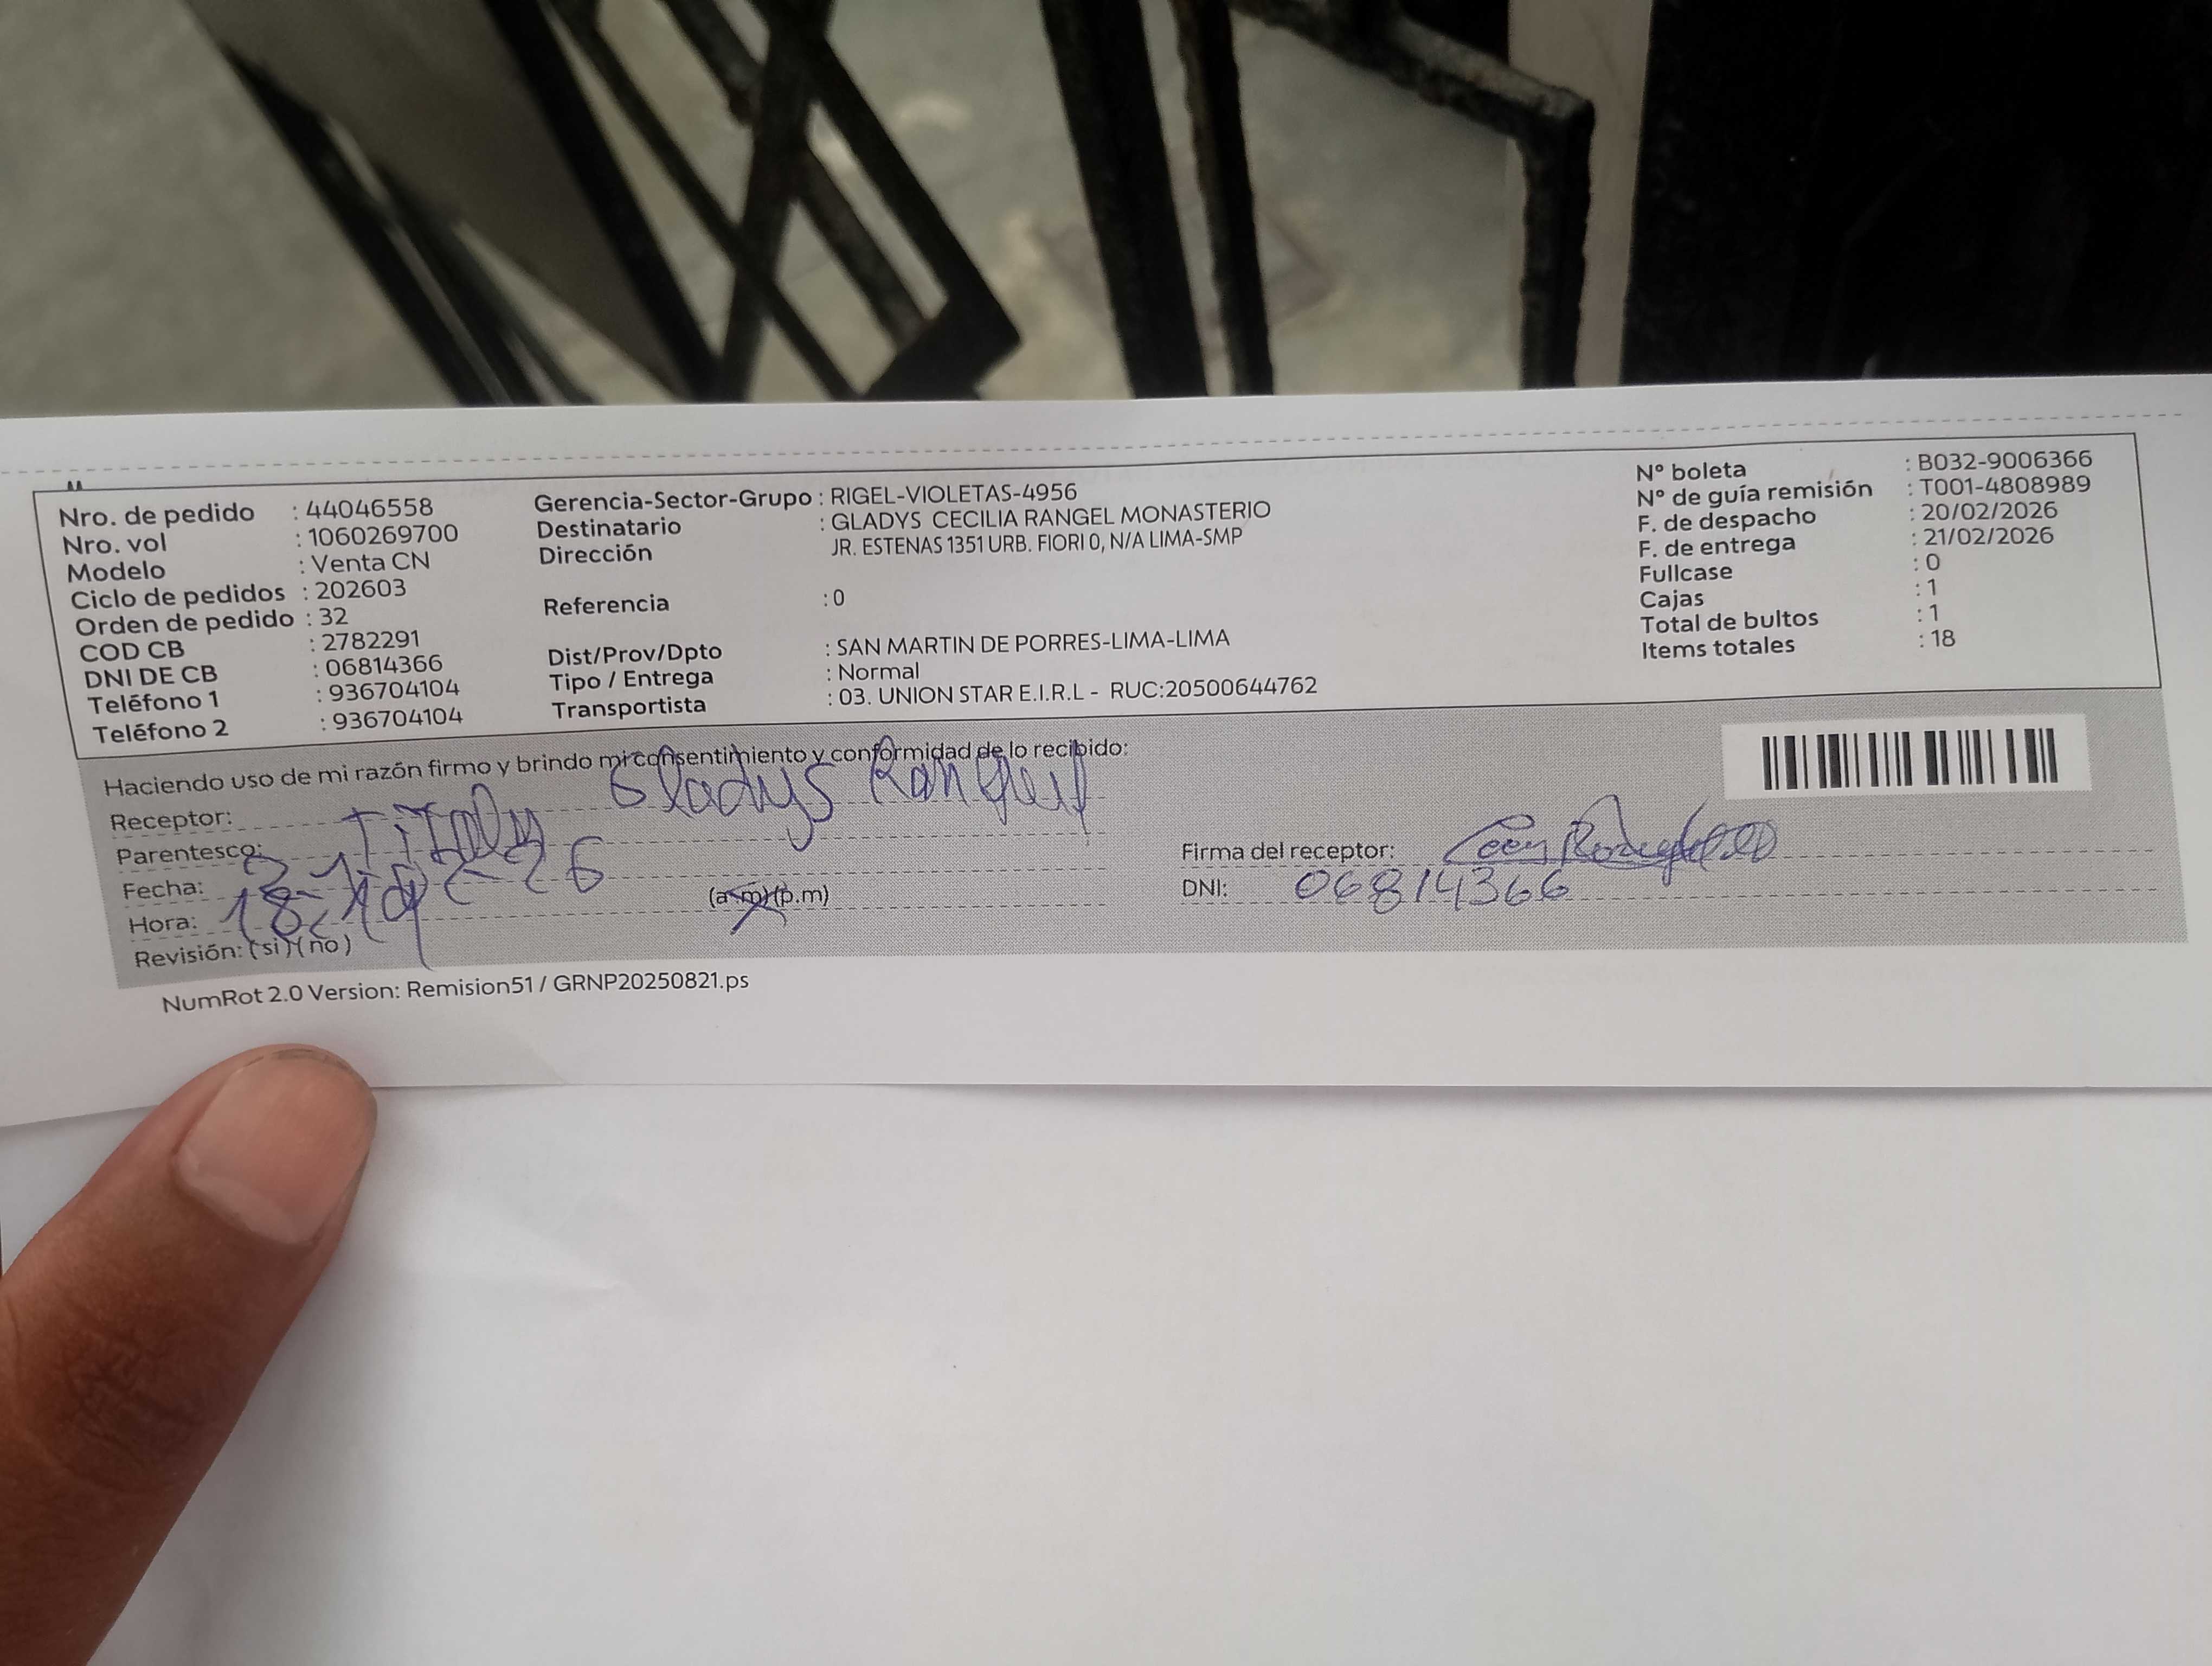 Nro. de pedido : 44046558
Nro. vol : 1060269700
Modelo : Venta CN
Ciclo de pedidos : 202603
Orden de pedido : 32
COD CB : 2782291
DNI DE CB : 06814366
Teléfono 1 : 936704104
Teléfono 2 : 936704104
Gerencia-Sector-Grupo : RIGEL-VIOLETAS-4956
Destinatario : GLADYS CECILIA RANGEL MONASTERIO
Dirección JR. ESTENAS 1351 URB. FIORI 0, N/A LIMA-SMP
Referencia : 0
Dist/Prov/Dpto : SAN MARTIN DE PORRES-LIMA-LIMA
Tipo / Entrega : Normal
Transportista : 03. UNION STAR E.I.R.L - RUC:20500644762
N° boleta : B032-9006366
N° de guía remisión : T001-4808989
F. de despacho : 20/02/2026
F. de entrega : 21/02/2026
Fullcase : 0
Cajas : 1
Total de bultos : 1
Items totales : 18
Haciendo uso de mi razón firmo y brindo mi consentimiento y conformidad de lo recibido:
Receptor: Gladys Rangel
Parentesco:
Fecha:
Hora: (a.m)(p.m)
Revisión: (si) (no)
Firma del receptor:
DNI: 06814366
NumRot 2.0 Version: Remision51 / GRNP20250821.ps